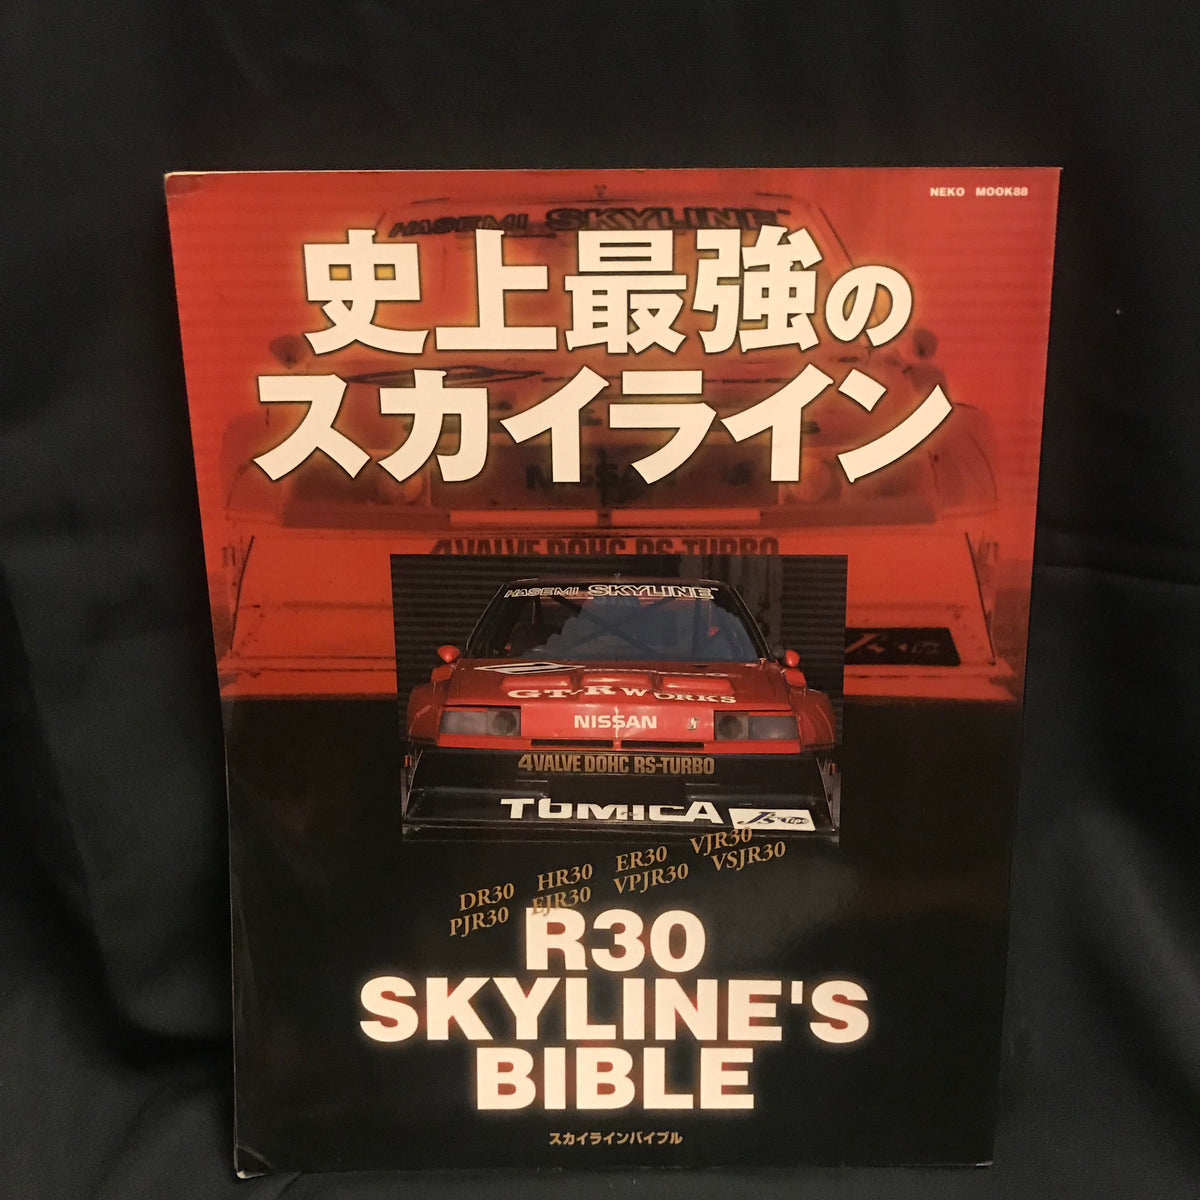 NEKO MOOK88
HASEMI SKYLINE
史上最強の
スカイライン
NISSAN
4VALVE DOHC RS-TURBO
HASEMI SKYLINE
GT-R WORKS
NISSAN
4VALVE DOHC RS-TURBO
TOMICA
DR30 HR30 ER30 VJR30
PJR30 EJR30 VPJR30 VSJR30
R30
SKYLINE'S
BIBLE
スカイラインバイブル